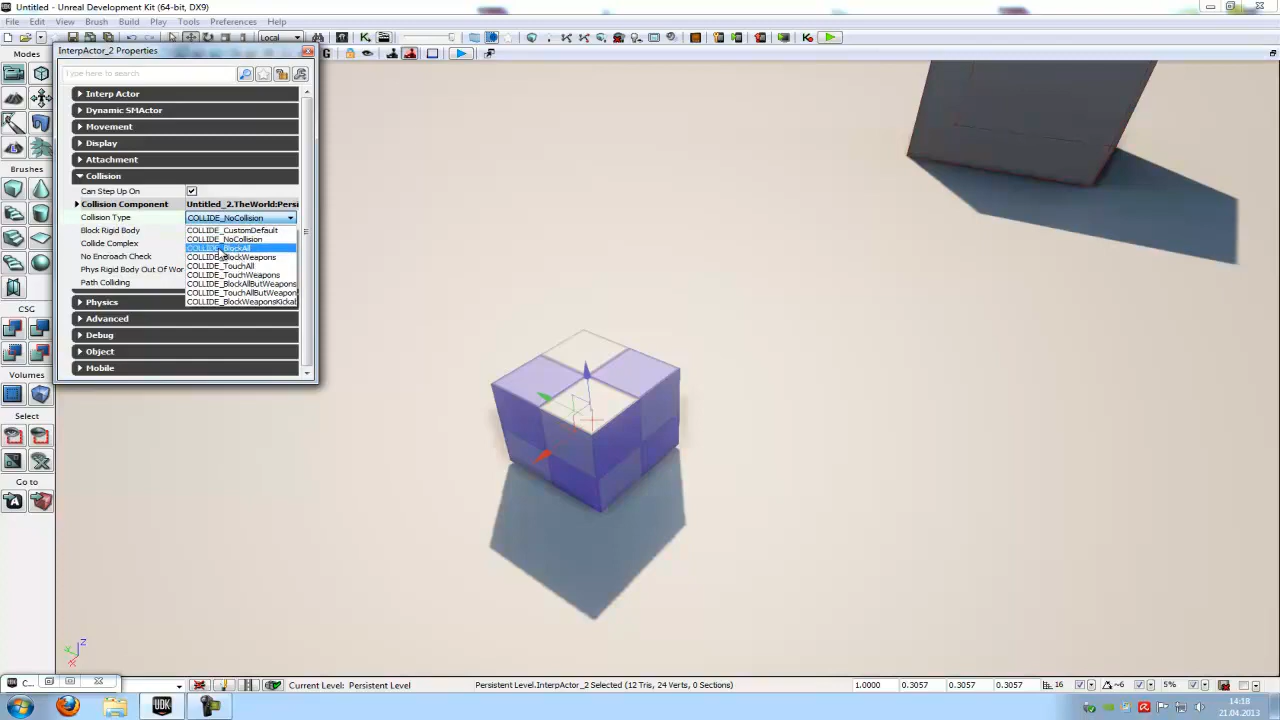 Untitled - Unreal Development Kit (64-bit, DX9)
File Edit View Brush Build Play Tools Preferences Help
Local
InterpActor_2 Properties
Modes
Type here to search
G
Interp Actor
Dynamic SMActor
Movement
Display
Attachment
Brushes
Collision
Can Step Up On
Collision Component Untitled_2.TheWorld:Persi
Collision Type COLLIDE_NoCollision
Block Rigid Body COLLIDE_CustomDefault
COLLIDE_NoCollision
Collide Complex COLLIDE_BlockAll
No Encroach Check COLLIDE_BlockWeapons
COLLIDE_TouchAll
Phys Rigid Body Out Of Wor COLLIDE_TouchWeapons
Path Colliding COLLIDE_BlockAllButWeapons
COLLIDE_TouchAllButWeapon
COLLIDE_BlockWeaponsKickal
Physics
CSG
Advanced
Debug
Object
Mobile
Volumes
Select
Go to
Z
C...
Current Level: Persistent Level
Persistent Level.InterpActor_2 Selected (12 Tris, 24 Verts, 0 Sections)
1.0000 0.3057 0.3057 0.3057 16 6 5%
UDK
14:18
21.04.2013